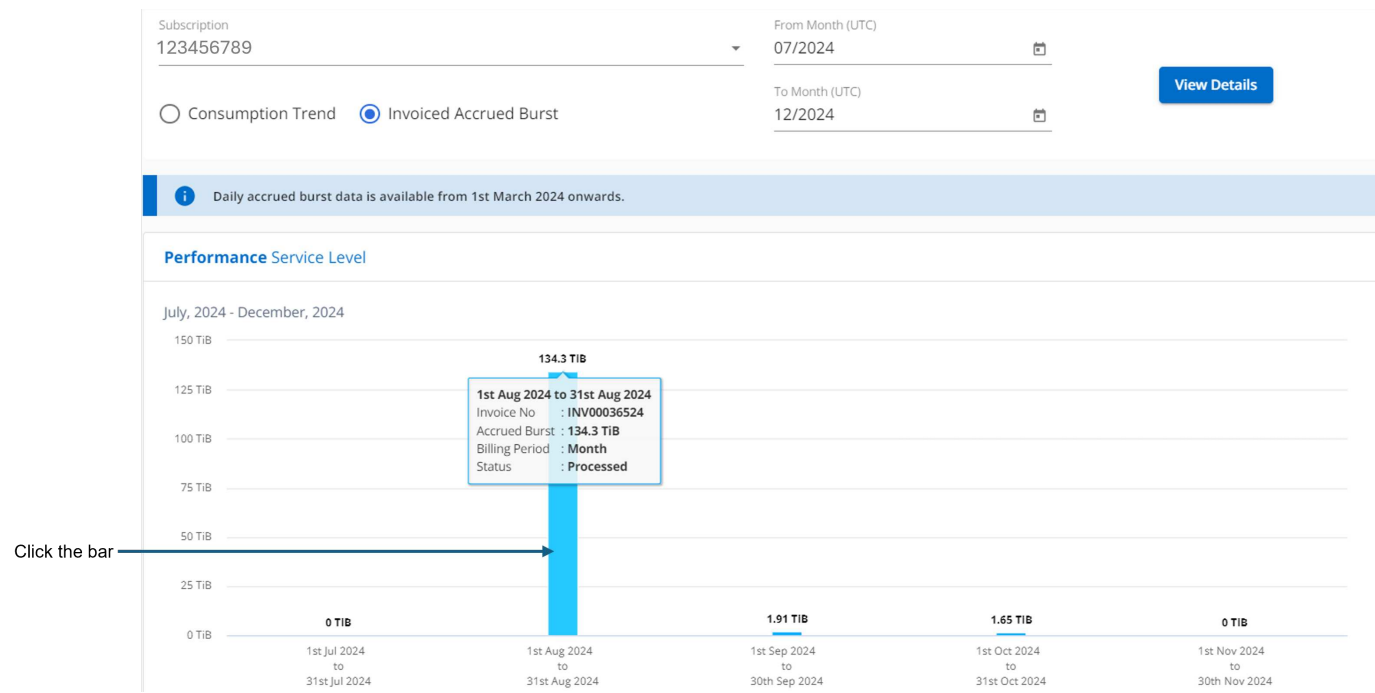 Subscription
123456789
From Month (UTC)
07/2024
View Details
Consumption Trend
Invoiced Accrued Burst
To Month (UTC)
12/2024
Daily accrued burst data is available from 1st March 2024 onwards.
Performance Service Level
July, 2024 - December, 2024
150 TiB
125 TiB
100 TiB
75 TiB
50 TiB
25 TiB
0 TiB
134.3 TIB
1st Aug 2024 to 31st Aug 2024
Invoice No : INV00036524
Accrued Burst : 134.3 TiB
Billing Period : Month
Status : Processed
Click the bar
0 TIB
1.91 TIB
1.65 TIB
0 TIB
1st Jul 2024
to
31st Jul 2024
1st Aug 2024
to
31st Aug 2024
1st Sep 2024
to
30th Sep 2024
1st Oct 2024
to
31st Oct 2024
1st Nov 2024
to
30th Nov 2024